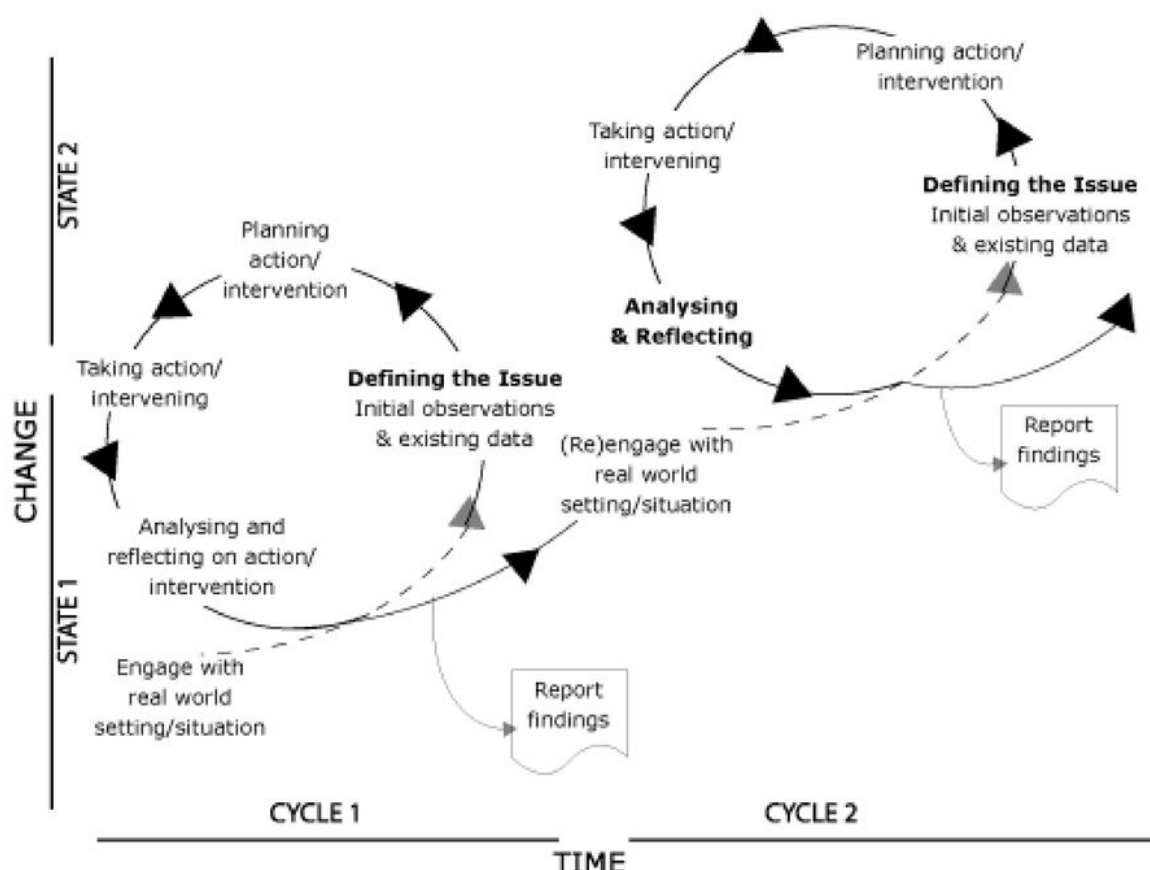 Planning action/
intervention
Taking action/
intervening
Defining the Issue
Initial observations
& existing data
Analysing
& Reflecting
STATE 2
Planning
action/
intervention
Taking action/
intervening
Defining the Issue
Initial observations
& existing data
(Re)engage with
real world
setting/situation
Report
findings
CHANGE
Analysing and
reflecting on action/
intervention
STATE 1
Engage with
real world
setting/situation
Report
findings
CYCLE 1
CYCLE 2
TIME